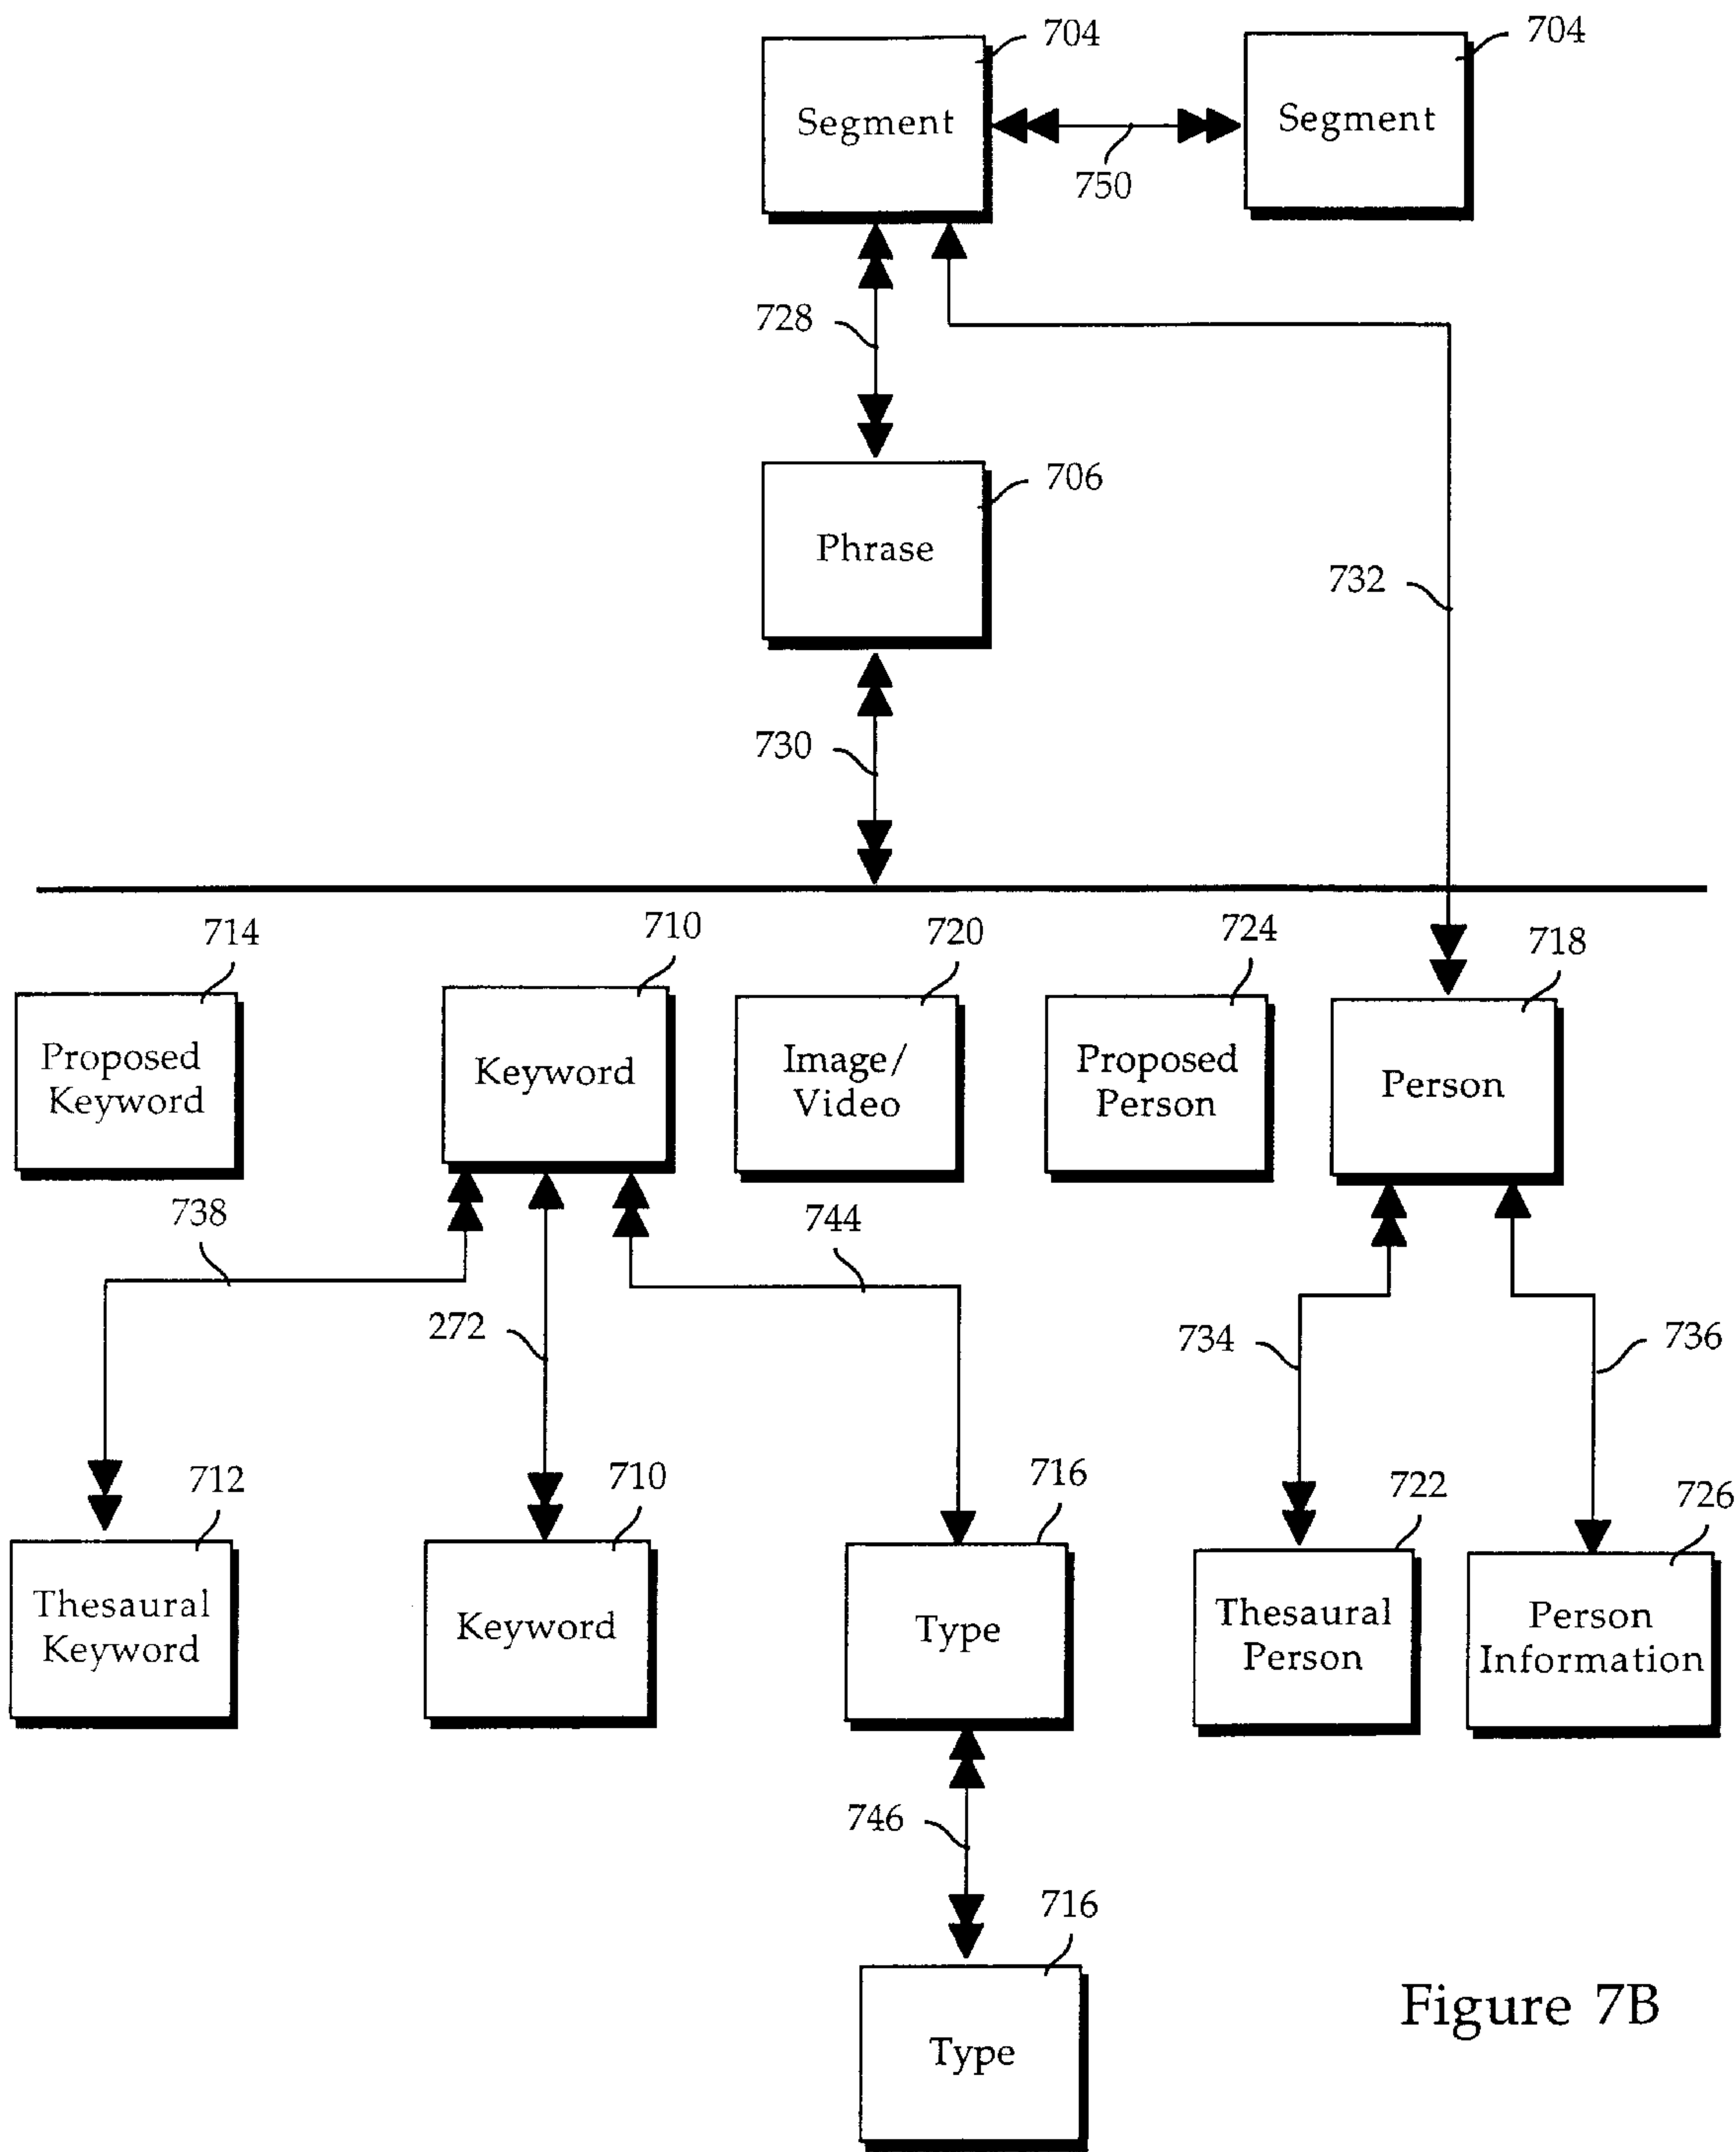 704
704
Segment
Segment
750
728
706
Phrase
732
730
714
710
720
724
718
Proposed
Keyword
Keyword
Image/
Video
Proposed
Person
Person
738
744
272
734
736
712
710
716
722
726
Thesaural
Keyword
Keyword
Type
Thesaural
Person
Person
Information
746
716
Type
Figure 7B